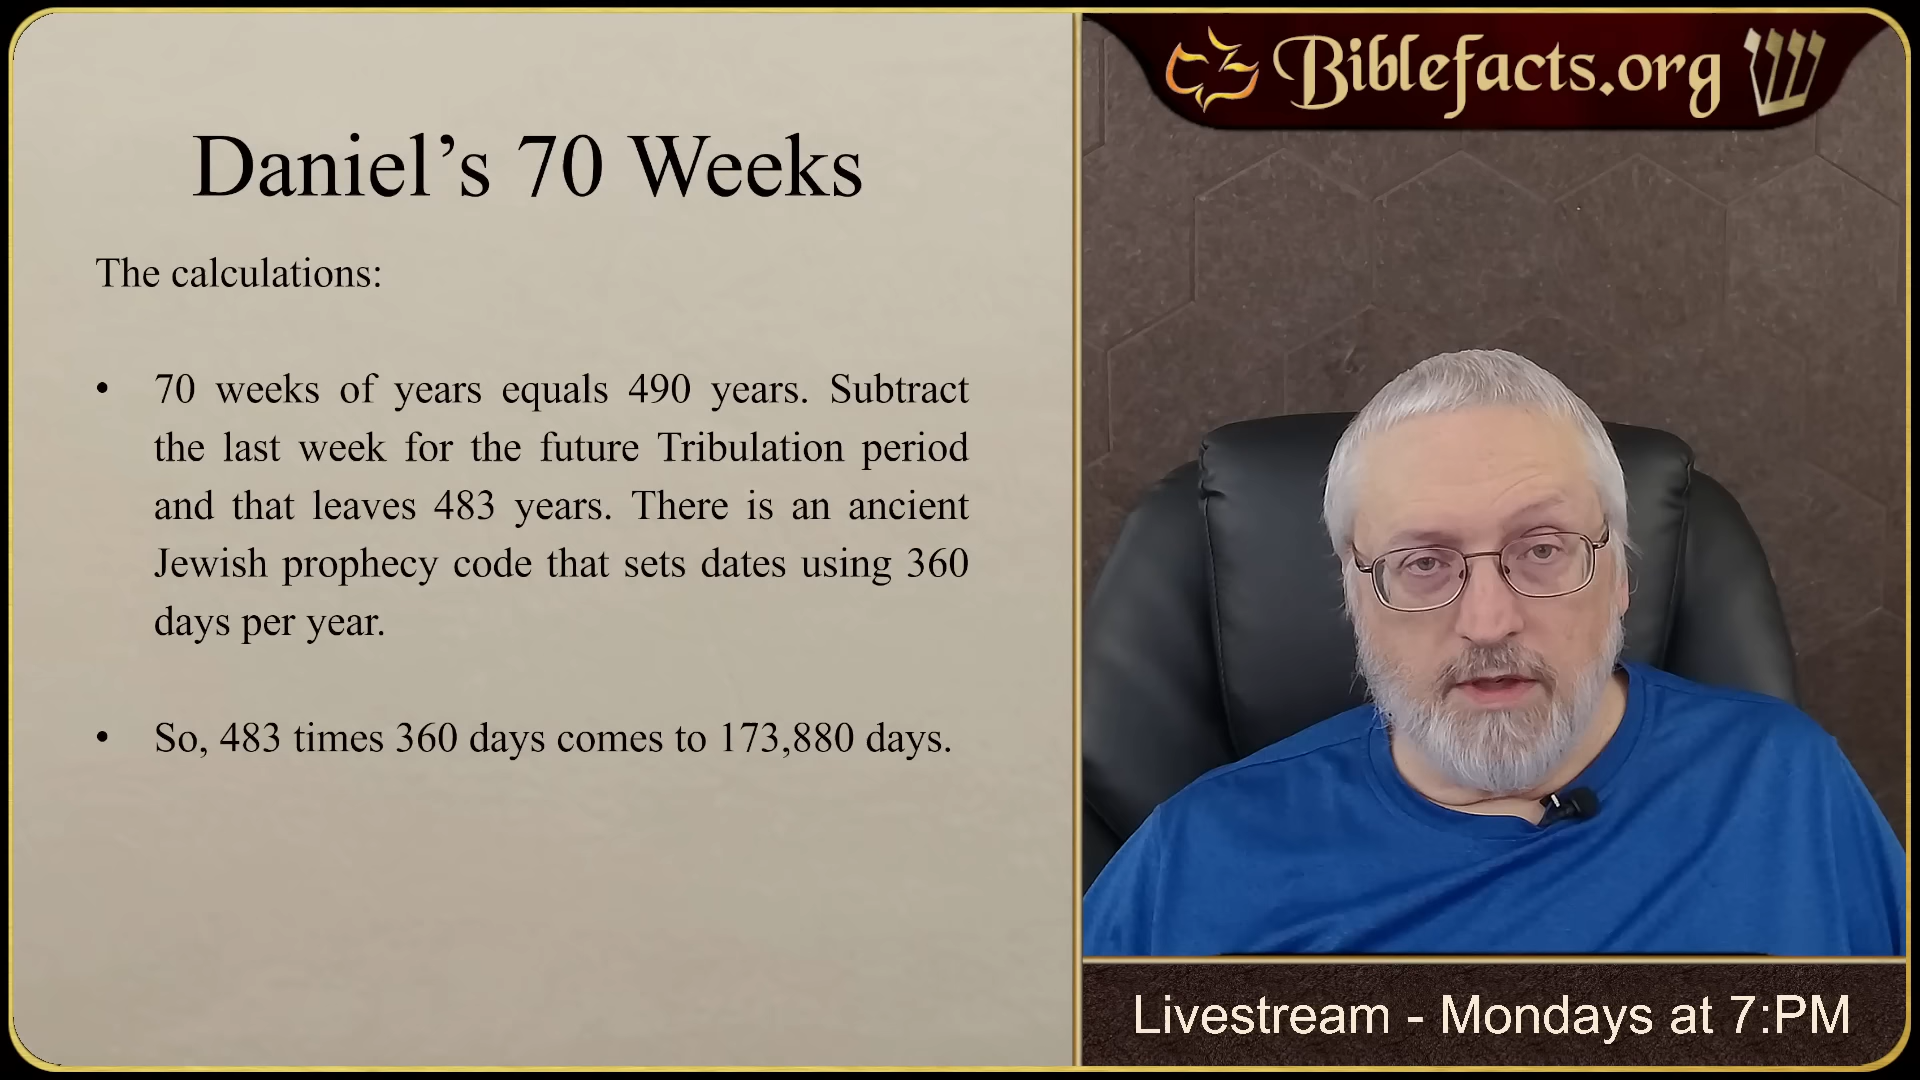 Daniel’s 70 Weeks
The calculations:
• 70 weeks of years equals 490 years. Subtract
the last week for the future Tribulation period
and that leaves 483 years. There is an ancient
Jewish prophecy code that sets dates using 360
days per year.
• So, 483 times 360 days comes to 173,880 days.
Biblefacts.org ש
Livestream - Mondays at 7:PM